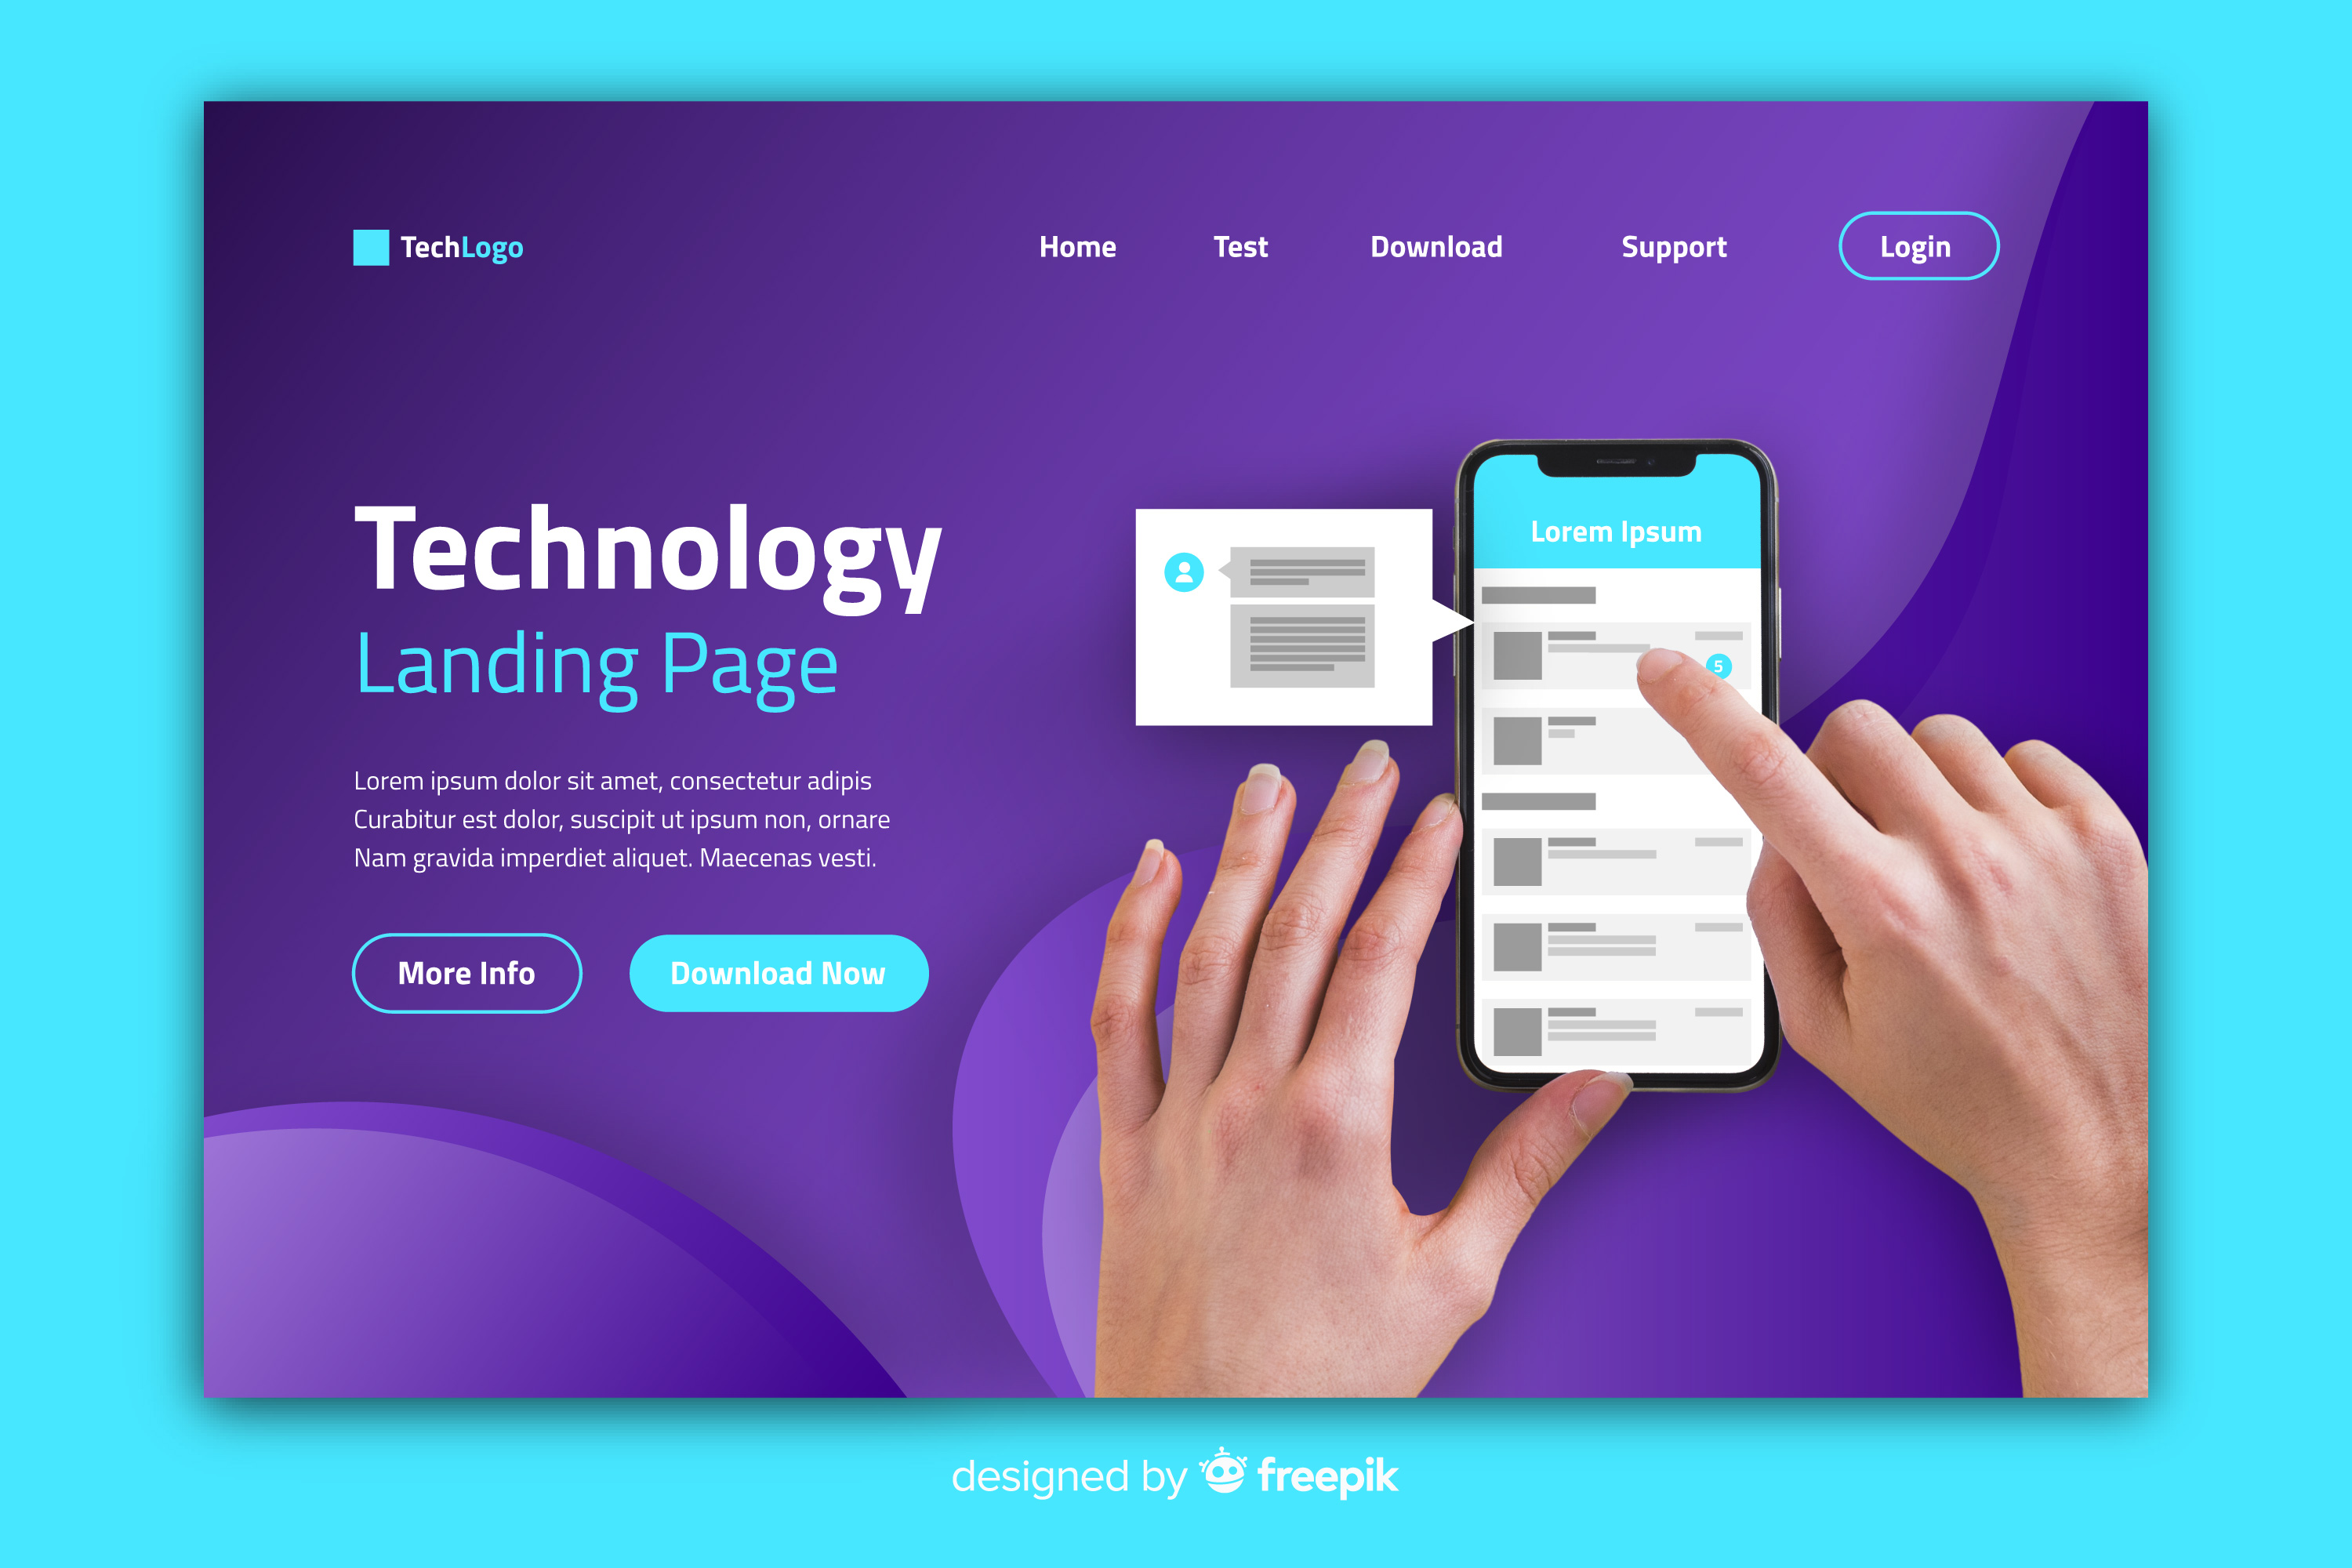 TechLogo
Home Test Download Support Login
Technology
Landing Page
Lorem ipsum dolor sit amet, consectetur adipis
Curabitur est dolor, suscipit ut ipsum non, ornare
Nam gravida imperdiet aliquet. Maecenas vesti.
More Info Download Now
Lorem Ipsum
5
designed by freepik